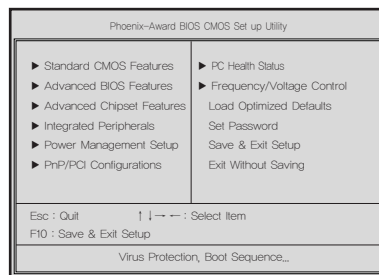 Phoenix-Award BIOS CMOS Set up Utility
▶ Standard CMOS Features
▶ Advanced BIOS Features
▶ Advanced Chipset Features
▶ Integrated Peripherals
▶ Power Management Setup
▶ PnP/PCI Configurations
▶ PC Health Status
▶ Frequency/Voltage Control
Load Optimized Defaults
Set Password
Save & Exit Setup
Exit Without Saving
Esc : Quit ↑↓→← : Select Item
F10 : Save & Exit Setup
Virus Protection, Boot Sequence...